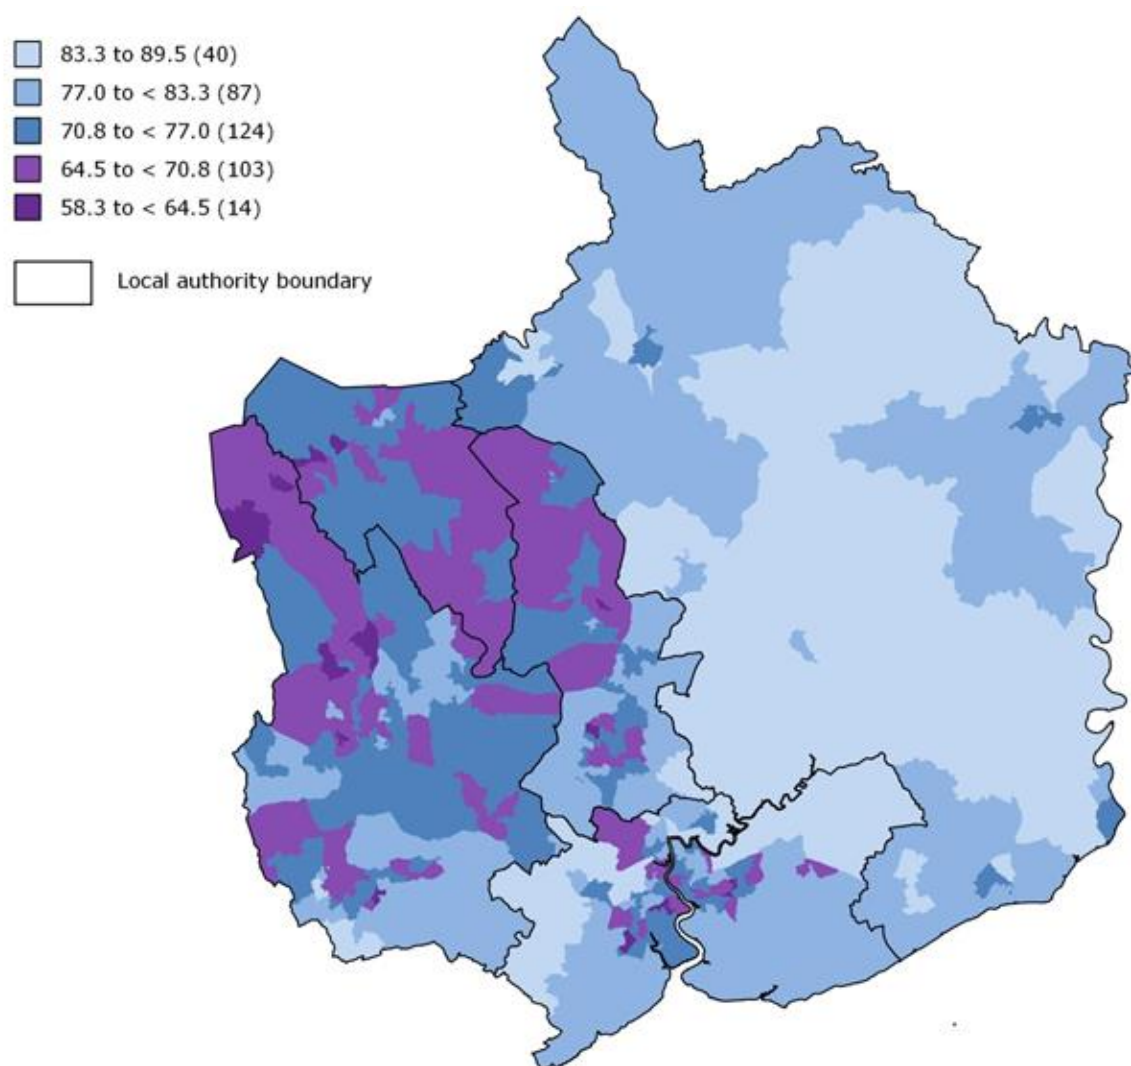 83.3 to 89.5 (40)
77.0 to < 83.3 (87)
70.8 to < 77.0 (124)
64.5 to < 70.8 (103)
58.3 to < 64.5 (14)
Local authority boundary